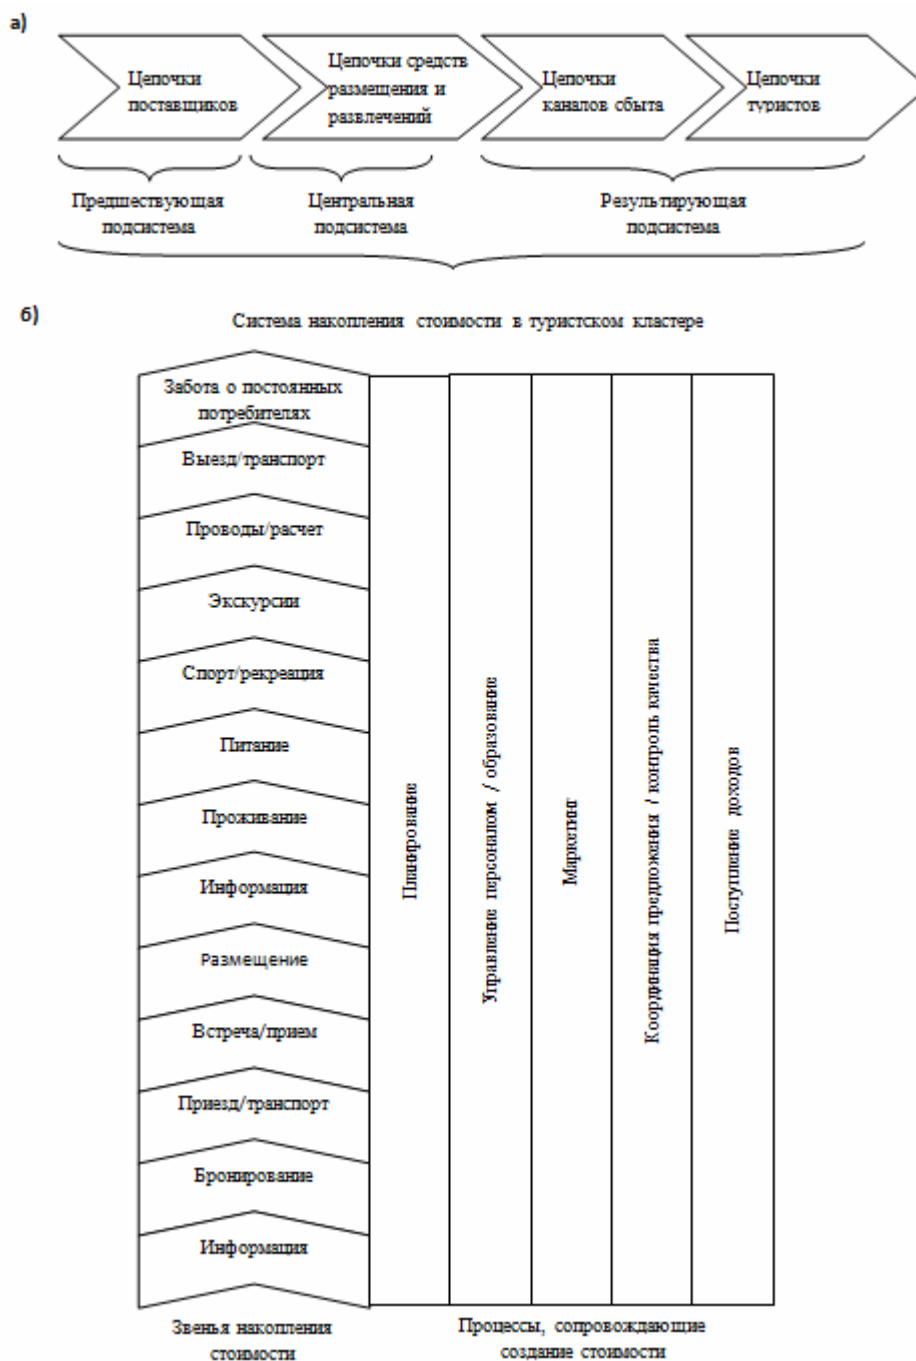 а)
Цепочки
поставщиков
Цепочки средств
размещения и
развлечений
Цепочки
каналов сбыта
Цепочки
туристов
Предшествующая
подсистема
Центральная
подсистема
Результирующая
подсистема
б)
Система накопления стоимости в туристском кластере
Забота о постоянных
потребителях
Выезд/транспорт
Проводы/расчет
Экскурсии
Спорт/рекреация
Питание
Проживание
Информация
Размещение
Встреча/прием
Приезд/транспорт
Бронирование
Информация
Планирование
Управление персоналом / образование
Маркетинг
Координация предложения / контроль качества
Поступление доходов
Звенья накопления
стоимости
Процессы, сопровождающие
создание стоимости